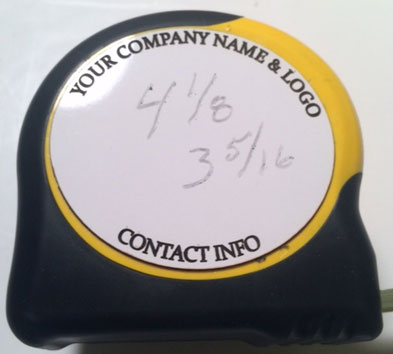 YOUR COMPANY NAME & LOGO
4 1/8
3 5/16
CONTACT INFO